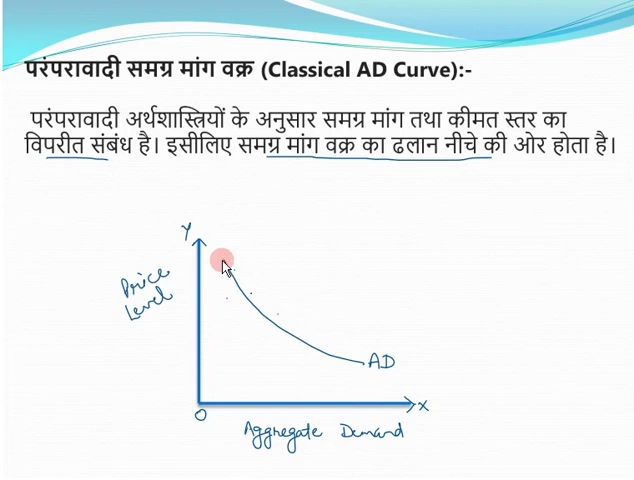 परंपरावादी समग्र मांग वक्र (Classical AD Curve):-
परंपरावादी अर्थशास्त्रियों के अनुसार समग्र मांग तथा कीमत स्तर का
विपरीत संबंध है। इसीलिए समग्र मांग वक्र का ढलान नीचे की ओर होता है।
Y
Price
Level
AD
O
X
Aggregate Demand